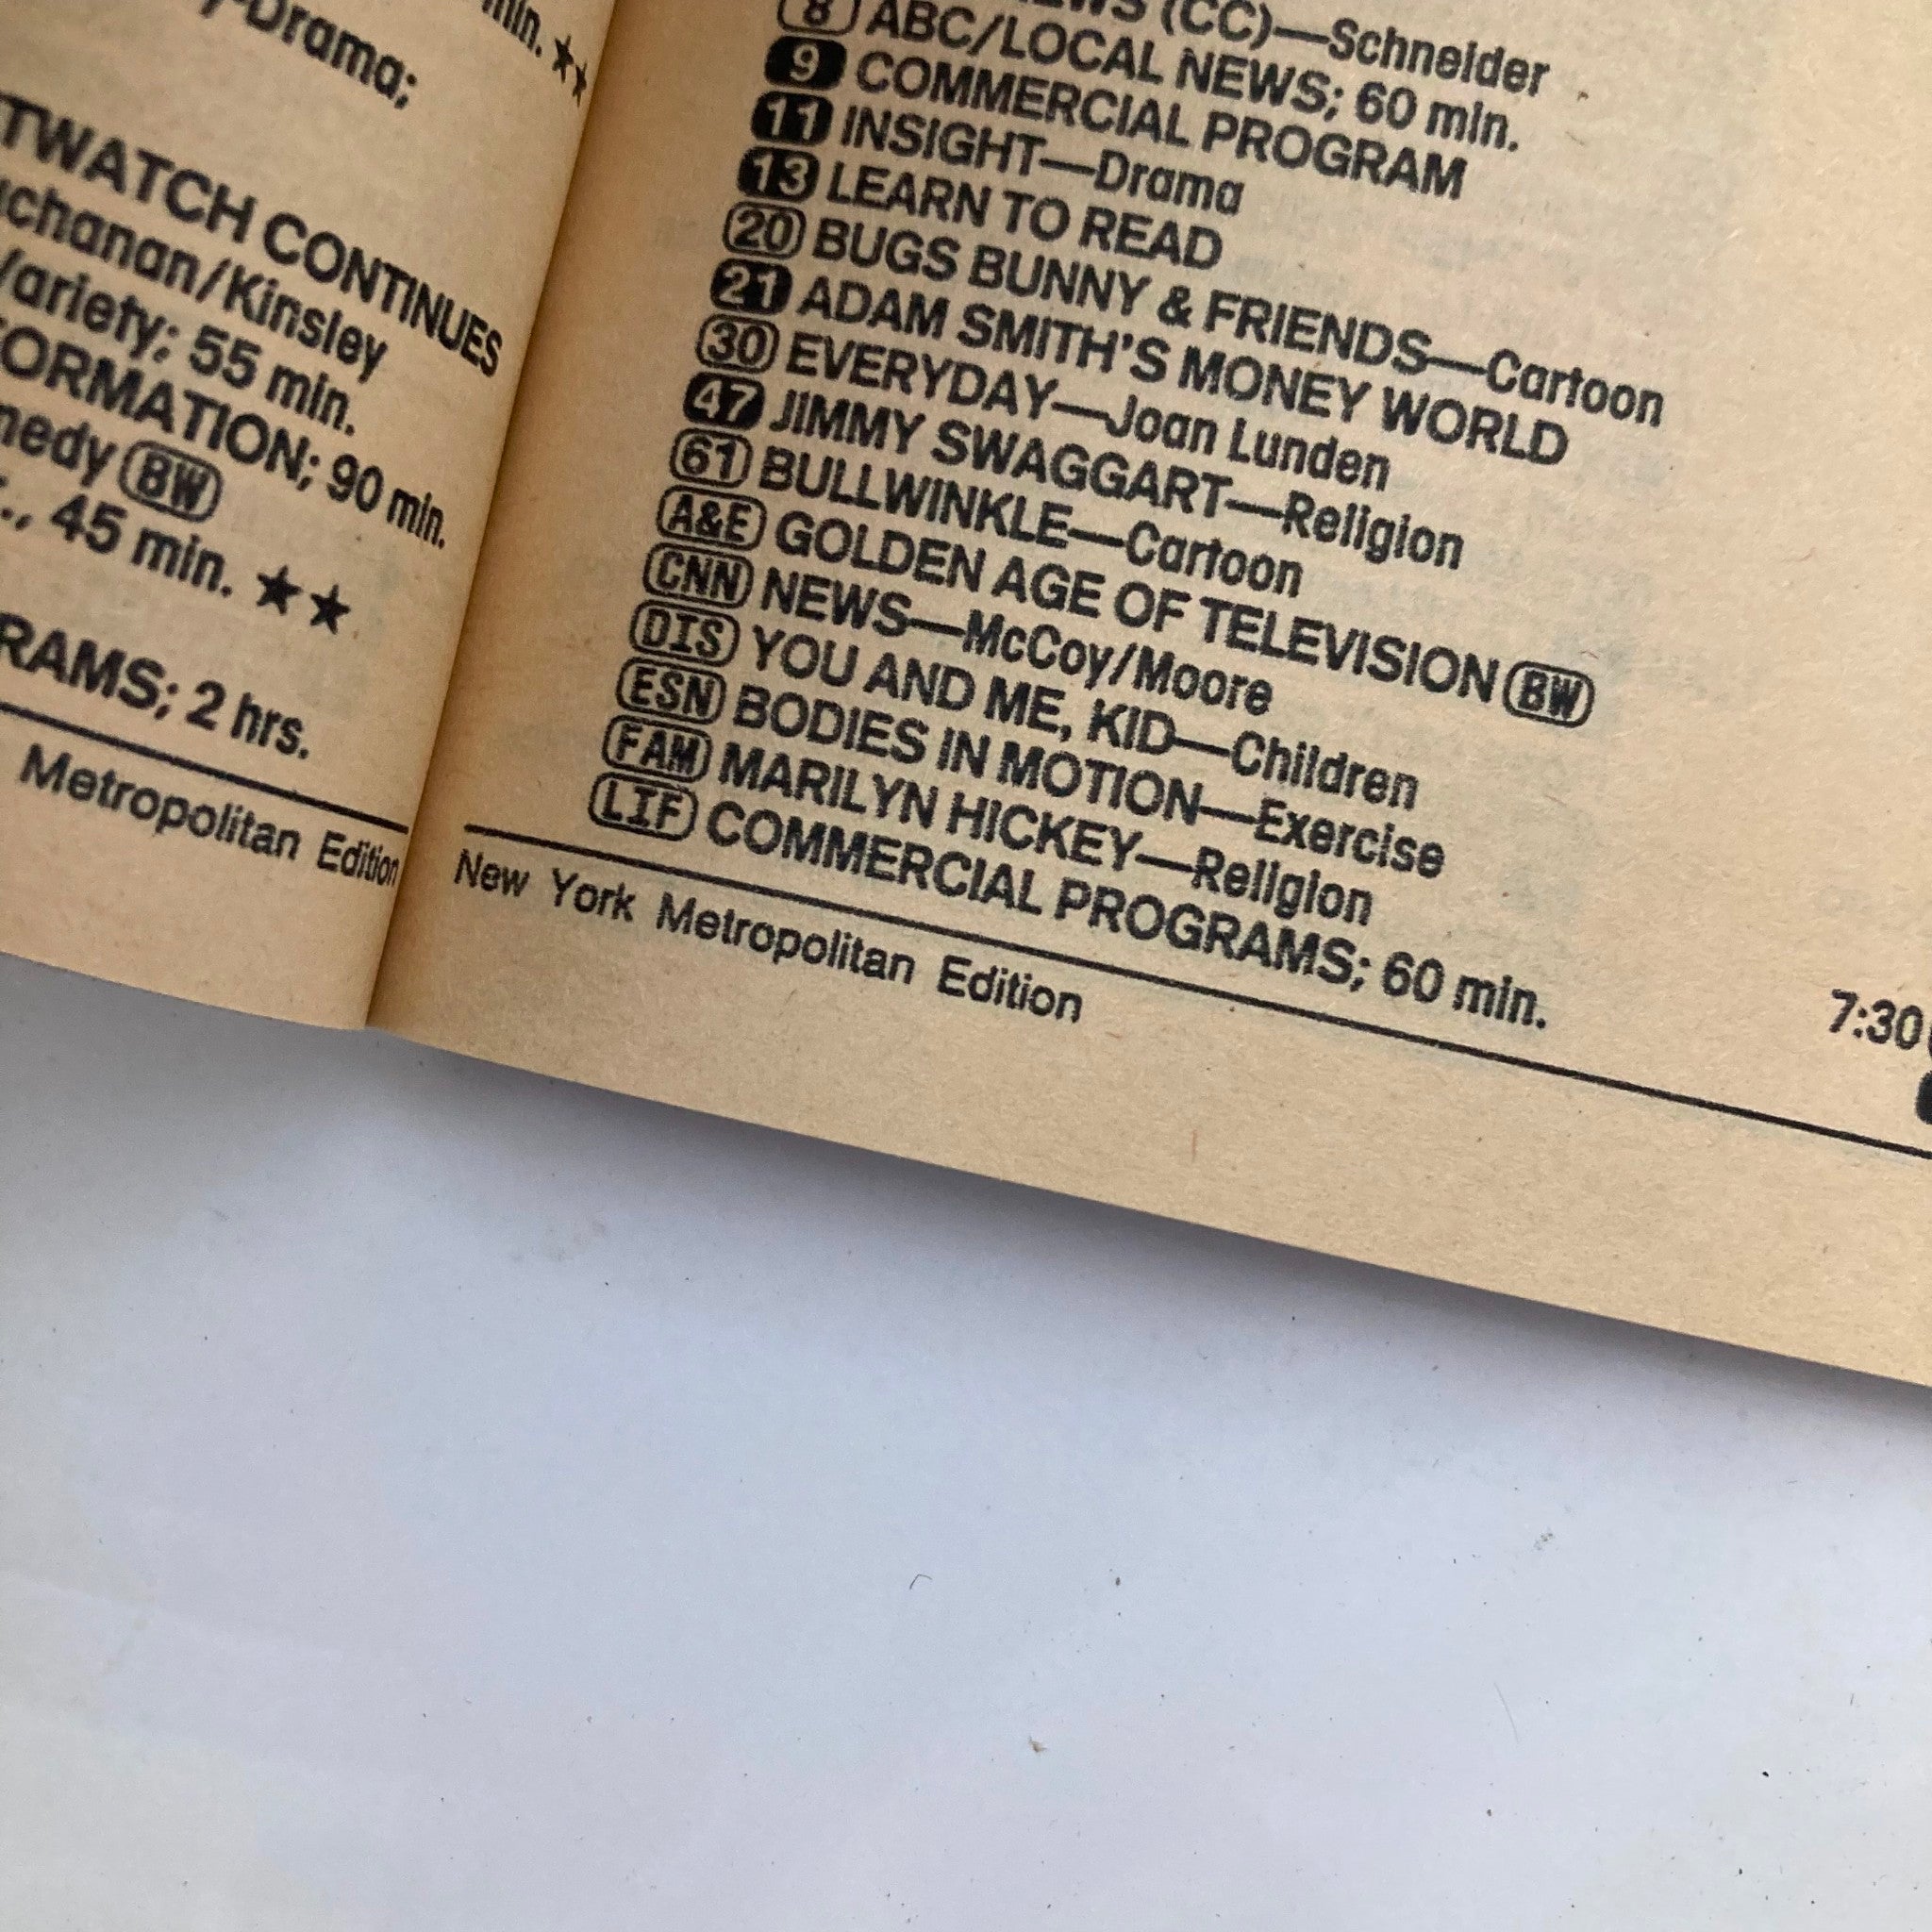 min. ★★
Drama;
TWATCH CONTINUES
chanan/Kinsley
ariety; 55 min.
ORMATION; 90 min.
medy BW
., 45 min. ★★
RAMS; 2 hrs.
Metropolitan Edition
(CC)—Schneider
8 ABC/LOCAL NEWS; 60 min.
9 COMMERCIAL PROGRAM
11 INSIGHT—Drama
13 LEARN TO READ
20 BUGS BUNNY & FRIENDS—Cartoon
21 ADAM SMITH'S MONEY WORLD
30 EVERYDAY—Joan Lunden
47 JIMMY SWAGGART—Religion
61 BULLWINKLE—Cartoon
A&E GOLDEN AGE OF TELEVISION BW
CNN NEWS—McCoy/Moore
DIS YOU AND ME, KID—Children
ESN BODIES IN MOTION—Exercise
FAM MARILYN HICKEY—Religion
LIF COMMERCIAL PROGRAMS; 60 min.
New York Metropolitan Edition
7:30